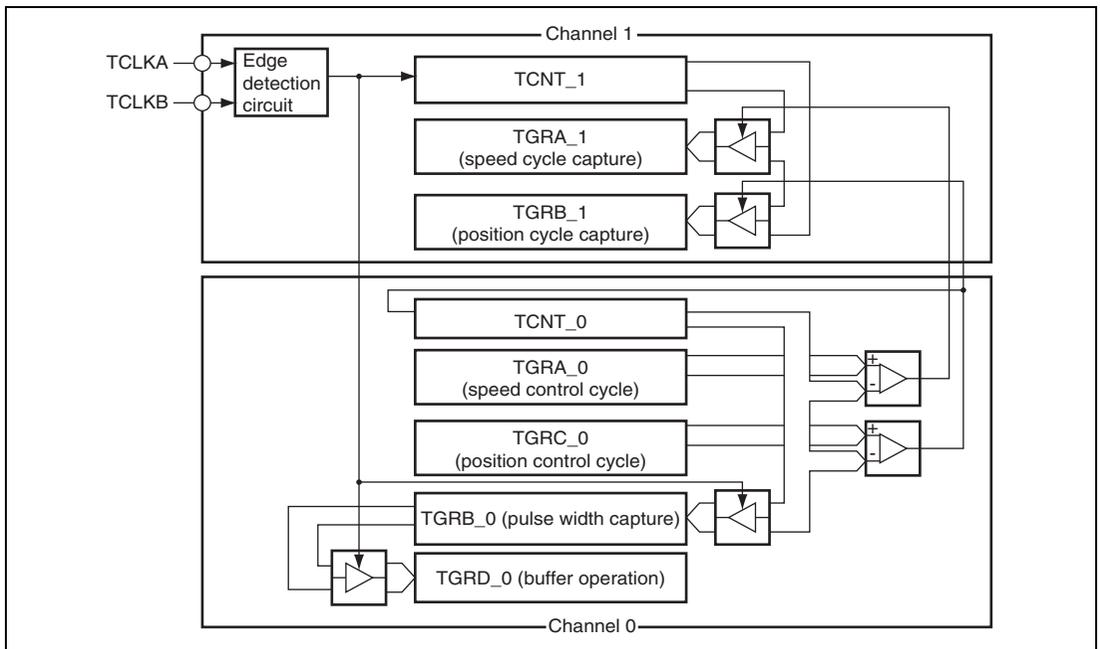 Channel 1
TCLKA
TCLKB
Edge
detection
circuit
TCNT_1
TGRA_1
(speed cycle capture)
TGRB_1
(position cycle capture)
TCNT_0
TGRA_0
(speed control cycle)
+
-
TGRC_0
(position control cycle)
+
-
TGRB_0 (pulse width capture)
TGRD_0 (buffer operation)
Channel 0